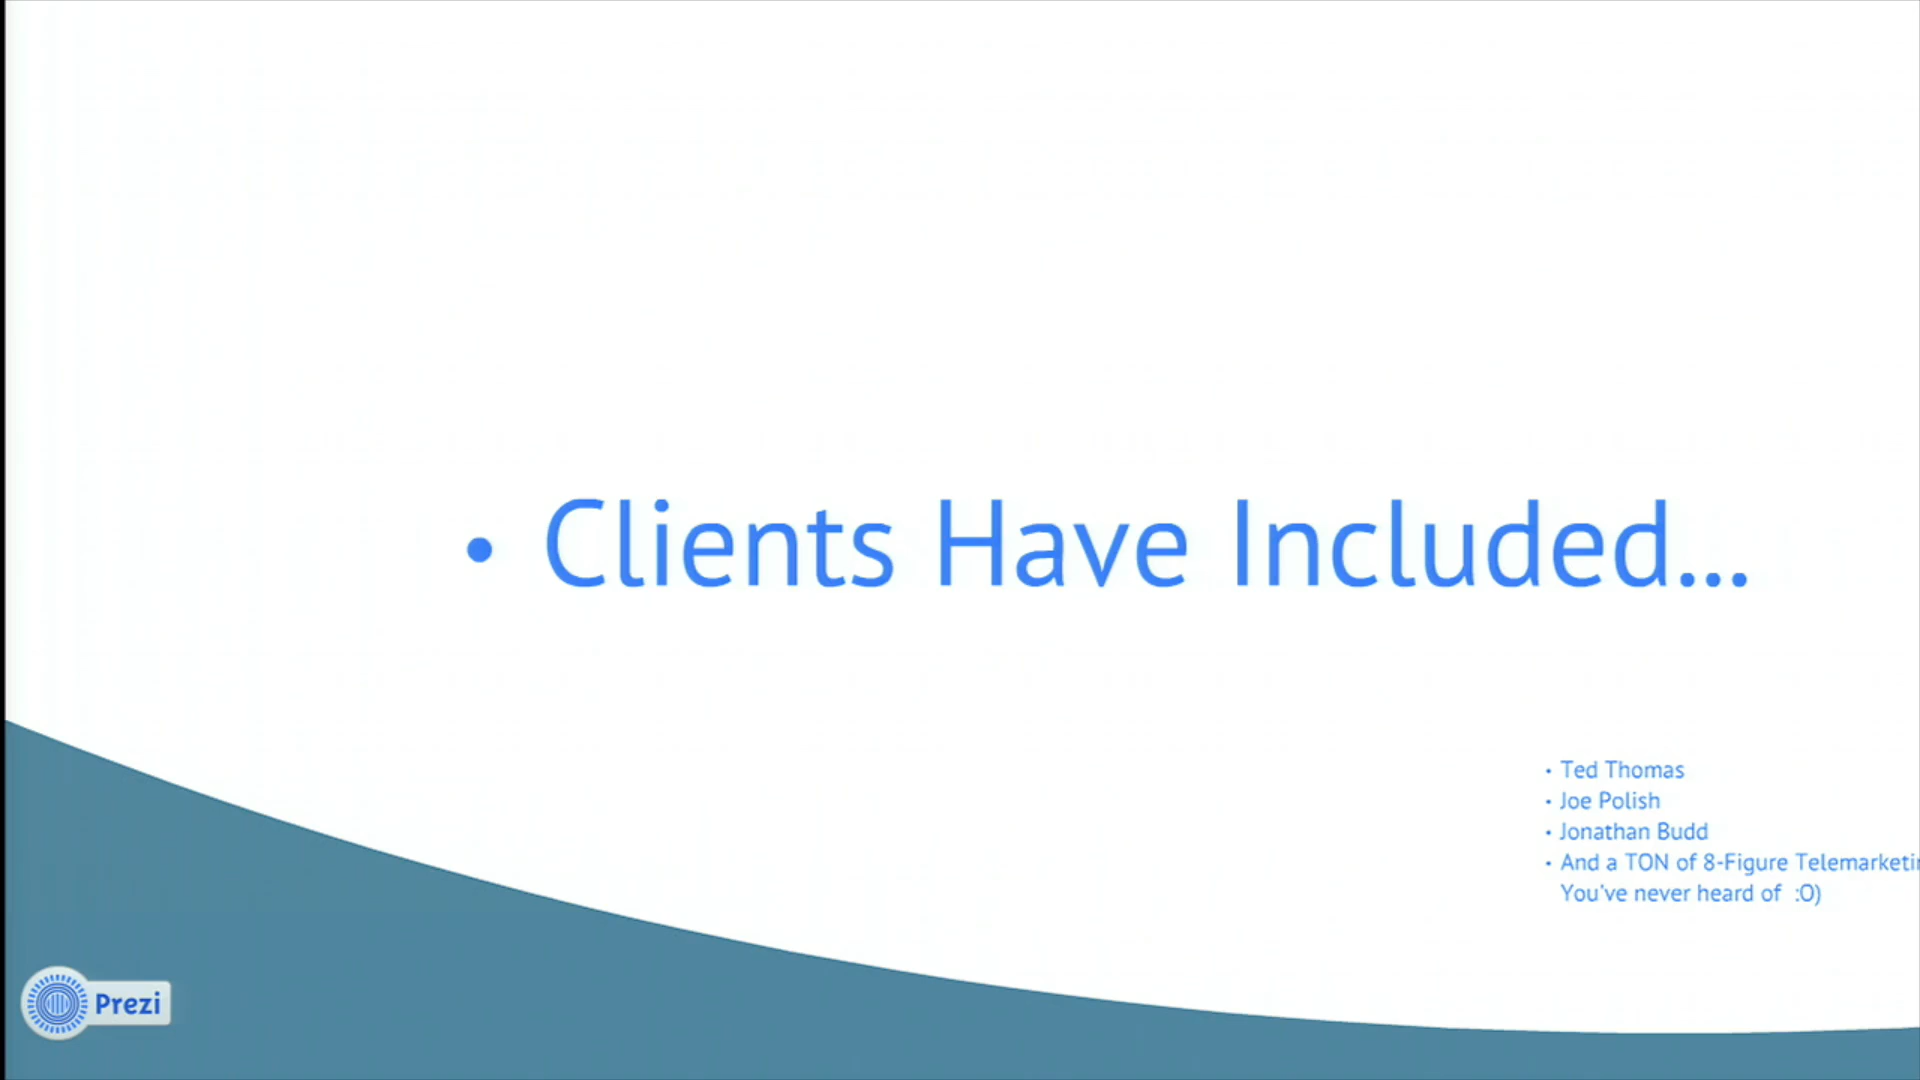 • Clients Have Included...
• Ted Thomas
• Joe Polish
• Jonathan Budd
• And a TON of 8-Figure
You've never heard of :O)
Prezi